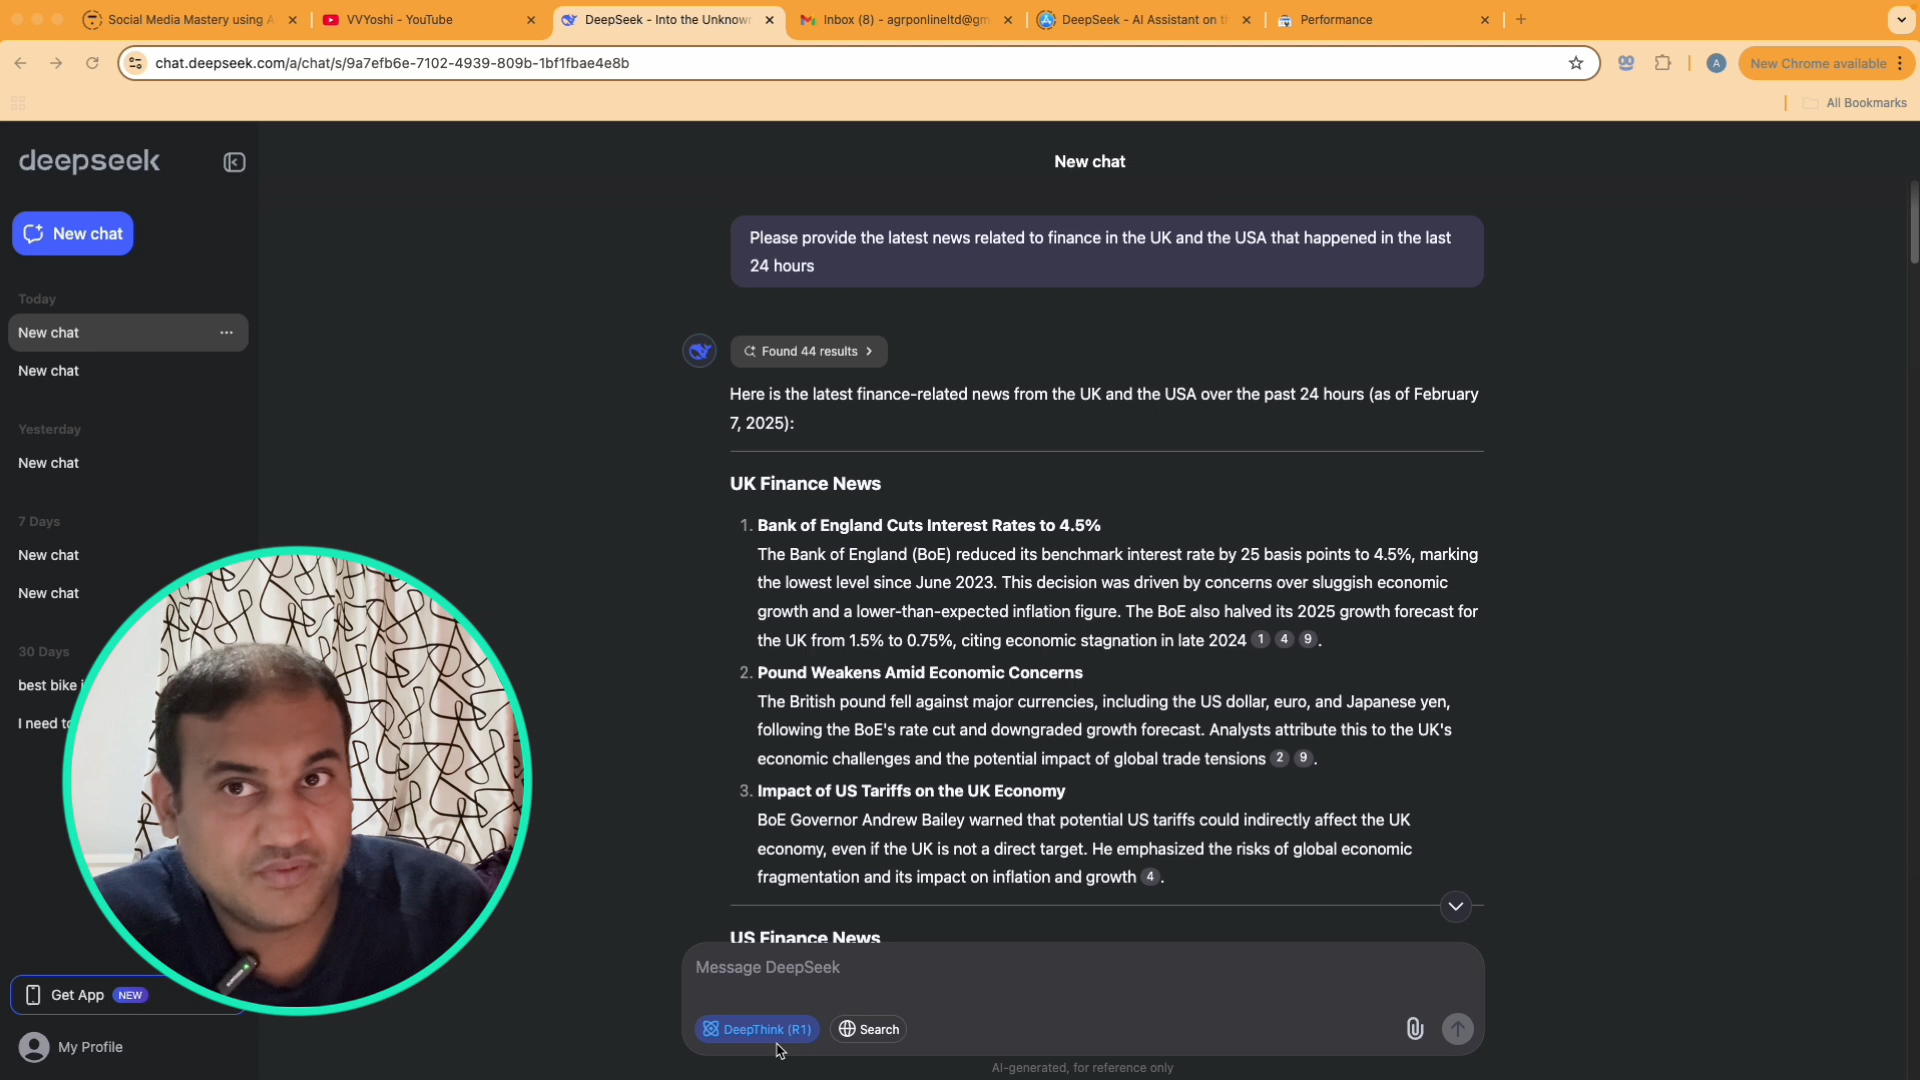 Social Media Mastery using A
VVYoshi - YouTube
DeepSeek - Into the Unknown
Inbox (8) - agrponlineltd@gm
DeepSeek - AI Assistant on th
Performance
chat.deepseek.com/a/chat/s/9a7efb6e-7102-4939-809b-1bf1fbae4e8b
A
New Chrome available
All Bookmarks
deepseek
New chat
Today
New chat
New chat
Yesterday
New chat
7 Days
New chat
New chat
30 Days
best bike i
I need to
Get App NEW
My Profile
New chat
Please provide the latest news related to finance in the UK and the USA that happened in the last
24 hours
Found 44 results
Here is the latest finance-related news from the UK and the USA over the past 24 hours (as of February
7, 2025):
UK Finance News
1. Bank of England Cuts Interest Rates to 4.5%
The Bank of England (BoE) reduced its benchmark interest rate by 25 basis points to 4.5%, marking
the lowest level since June 2023. This decision was driven by concerns over sluggish economic
growth and a lower-than-expected inflation figure. The BoE also halved its 2025 growth forecast for
the UK from 1.5% to 0.75%, citing economic stagnation in late 2024 1 4 9 .
2. Pound Weakens Amid Economic Concerns
The British pound fell against major currencies, including the US dollar, euro, and Japanese yen,
following the BoE's rate cut and downgraded growth forecast. Analysts attribute this to the UK's
economic challenges and the potential impact of global trade tensions 2 9 .
3. Impact of US Tariffs on the UK Economy
BoE Governor Andrew Bailey warned that potential US tariffs could indirectly affect the UK
economy, even if the UK is not a direct target. He emphasized the risks of global economic
fragmentation and its impact on inflation and growth 4 .
US Finance News
Message DeepSeek
DeepThink (R1)
Search
AI-generated, for reference only